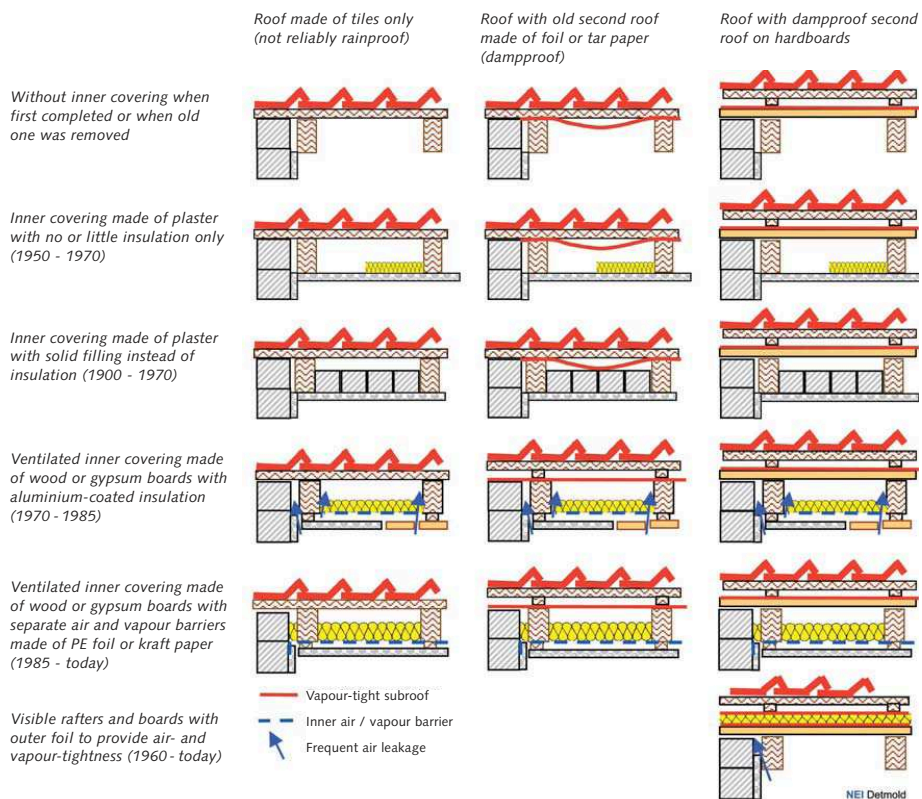 Roof made of tiles only
(not reliably rainproof)
Roof with old second roof
made of foil or tar paper
(dampproof)
Roof with dampproof second
roof on hardboards
Without inner covering when
first completed or when old
one was removed
Inner covering made of plaster
with no or little insulation only
(1950 - 1970)
Inner covering made of plaster
with solid filling instead of
insulation (1900 - 1970)
Ventilated inner covering made
of wood or gypsum boards with
aluminium-coated insulation
(1970 - 1985)
Ventilated inner covering made
of wood or gypsum boards with
separate air and vapour barriers
made of PE foil or kraft paper
(1985 - today)
Visible rafters and boards with
outer foil to provide air- and
vapour-tightness (1960 - today)
Vapour-tight subroof
Inner air / vapour barrier
Frequent air leakage
NEI Detmold